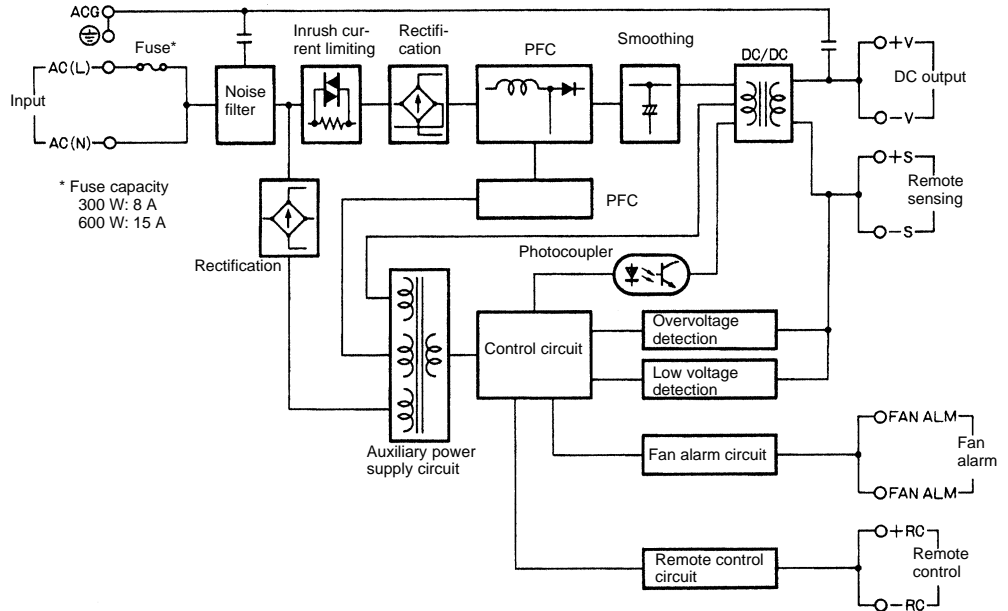 ACG
Inrush cur-
rent limiting
Rectifi-
cation
PFC
Smoothing
DC/DC
Fuse*
AC(L)
Input
AC(N)
Noise
filter
+V
DC output
-V
* Fuse capacity
300 W: 8 A
600 W: 15 A
Rectification
PFC
+S
Remote
sensing
-S
Photocoupler
Control circuit
Overvoltage
detection
Low voltage
detection
Auxiliary power
supply circuit
Fan alarm circuit
FAN ALM
Fan
alarm
FAN ALM
Remote control
circuit
+RC
Remote
control
-RC